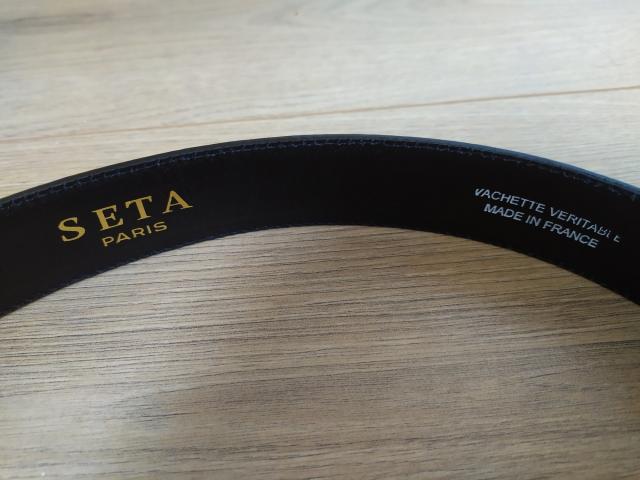 SETA
PARIS
VACHETTE VERITABLE
MADE IN FRANCE